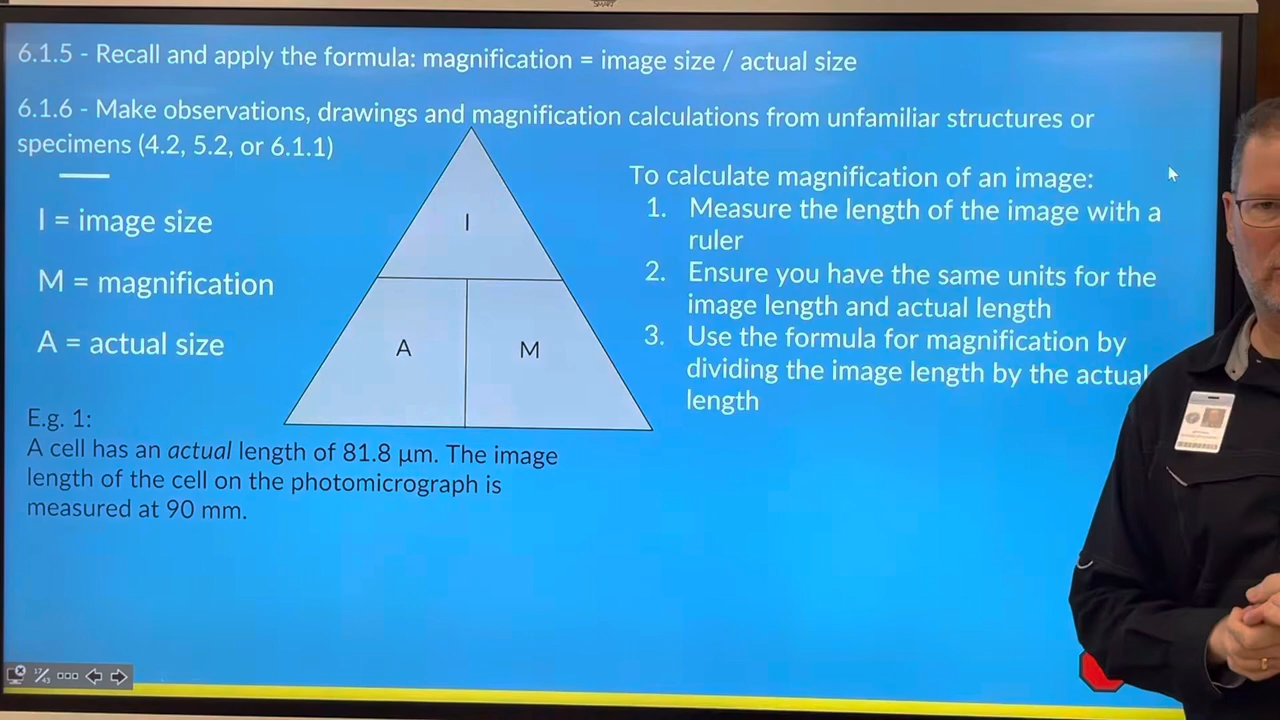 SMART
6.1.5 - Recall and apply the formula: magnification = image size / actual size
6.1.6 - Make observations, drawings and magnification calculations from unfamiliar structures or
specimens (4.2, 5.2, or 6.1.1)
I = image size
M = magnification
A = actual size
I
A
M
To calculate magnification of an image:
1. Measure the length of the image with a
ruler
2. Ensure you have the same units for the
image length and actual length
3. Use the formula for magnification by
dividing the image length by the actual
length
E.g. 1:
A cell has an actual length of 81.8 µm. The image
length of the cell on the photomicrograph is
measured at 90 mm.
17/43